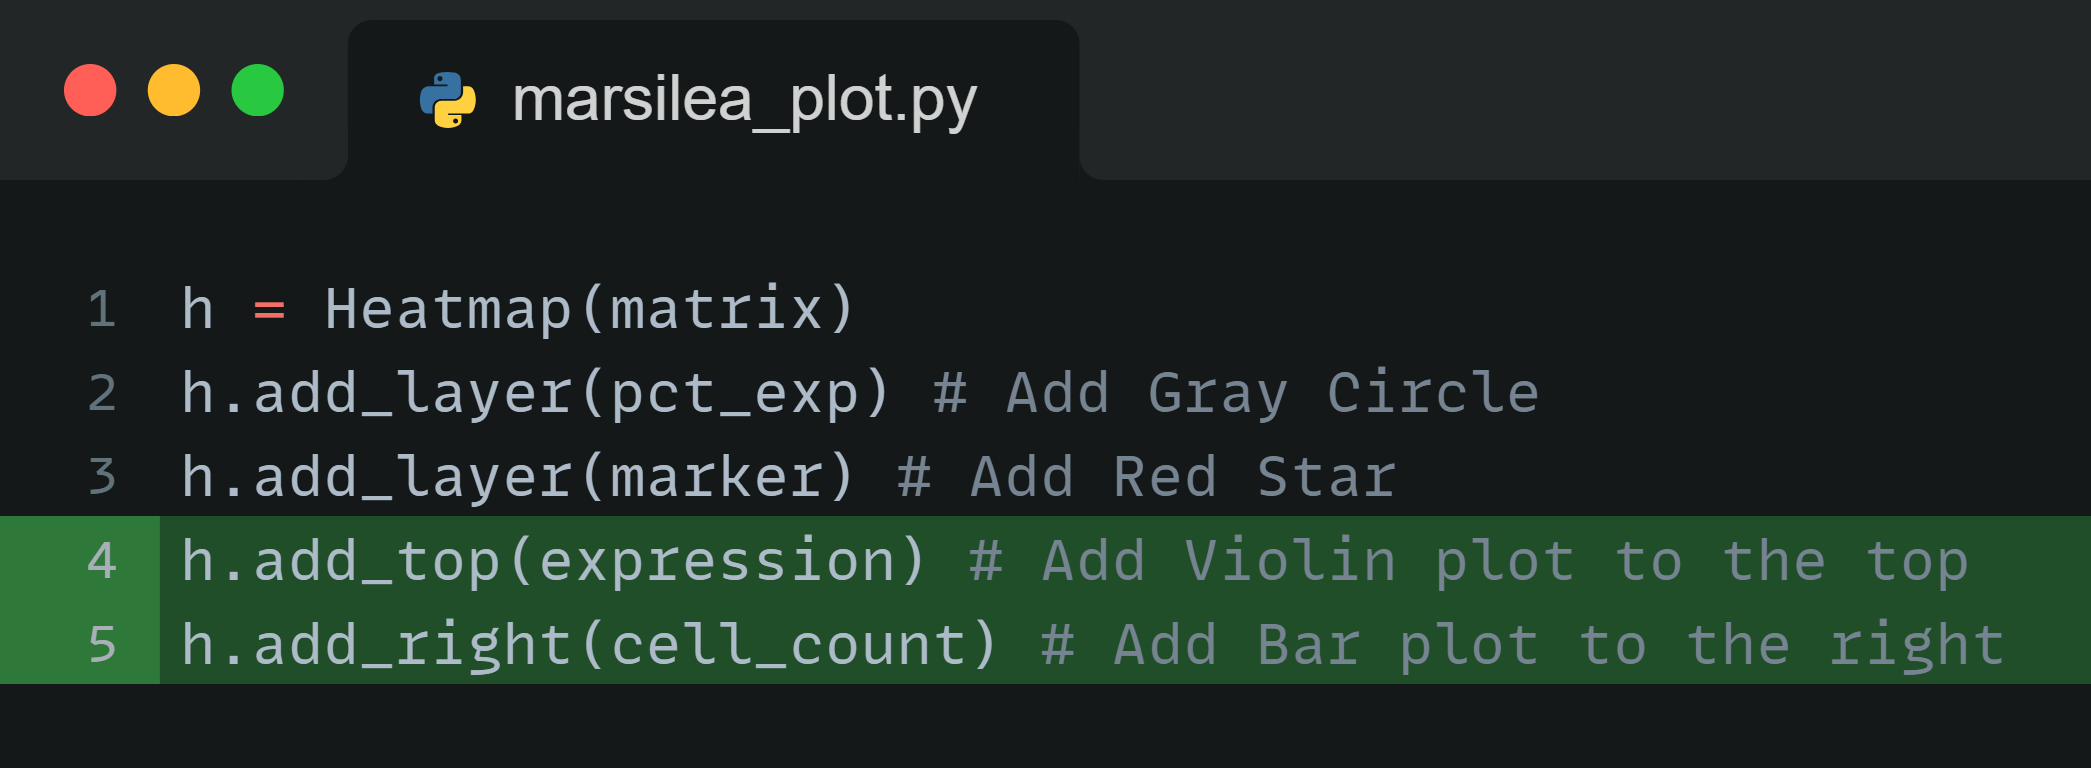 marsilea_plot.py
1 h = Heatmap(matrix)
2 h.add_layer(pct_exp) # Add Gray Circle
3 h.add_layer(marker) # Add Red Star
4 h.add_top(expression) # Add Violin plot to the top
5 h.add_right(cell_count) # Add Bar plot to the right